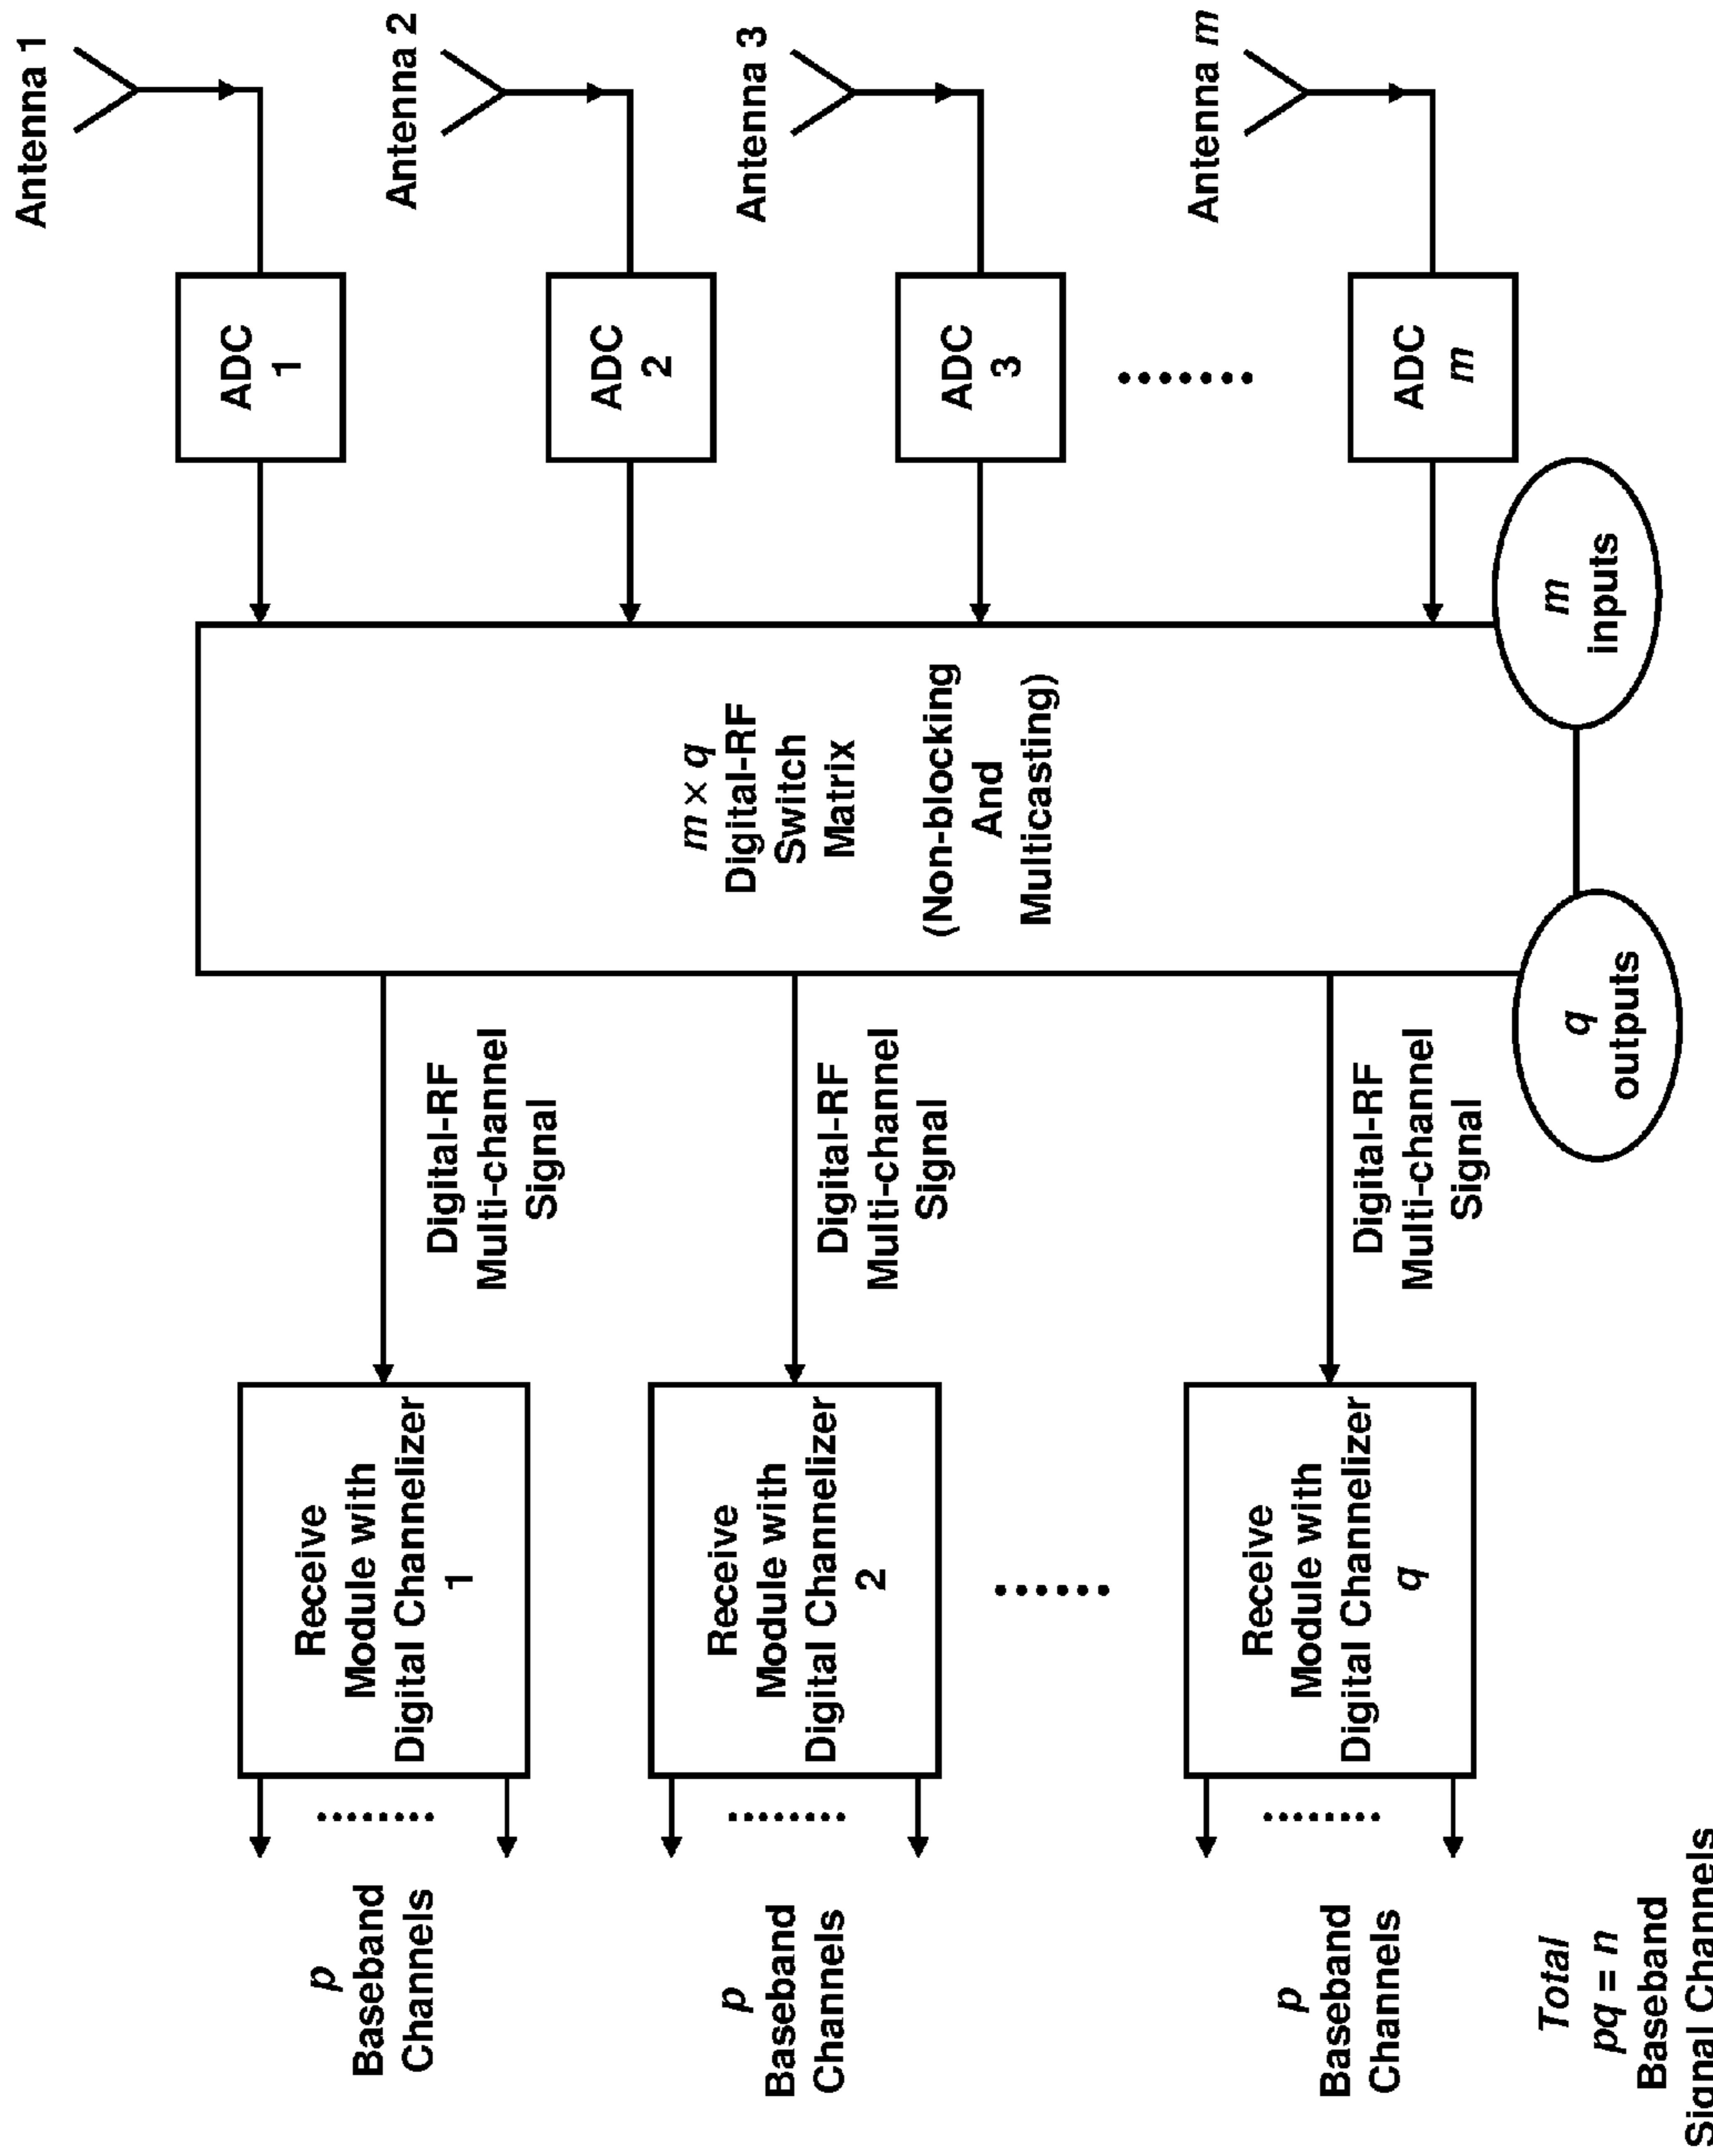 Antenna 1
Antenna 2
Antenna 3
Antenna m
ADC
1
ADC
2
ADC
3
ADC
m
m × q
Digital-RF
Switch
Matrix
(Non-blocking
And
Multicasting)
m
inputs
q
outputs
Digital-RF
Multi-channel
Signal
Digital-RF
Multi-channel
Signal
Digital-RF
Multi-channel
Signal
Receive
Module with
Digital Channelizer
1
Receive
Module with
Digital Channelizer
2
Receive
Module with
Digital Channelizer
q
p
Baseband
Channels
p
Baseband
Channels
p
Baseband
Channels
Total
pq = n
Baseband
Signal Channels